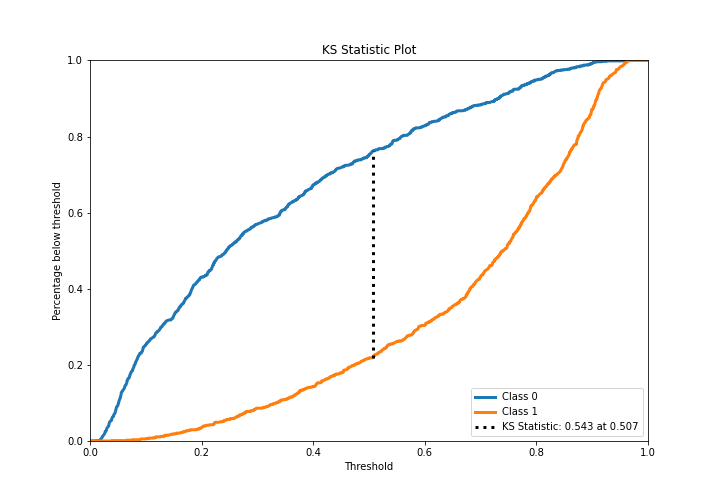 KS Statistic Plot
1.0
0.8
0.6
0.4
0.2
0.0
Percentage below threshold
0.0 0.2 0.4 0.6 0.8 1.0
Threshold
Class 0
Class 1
KS Statistic: 0.543 at 0.507